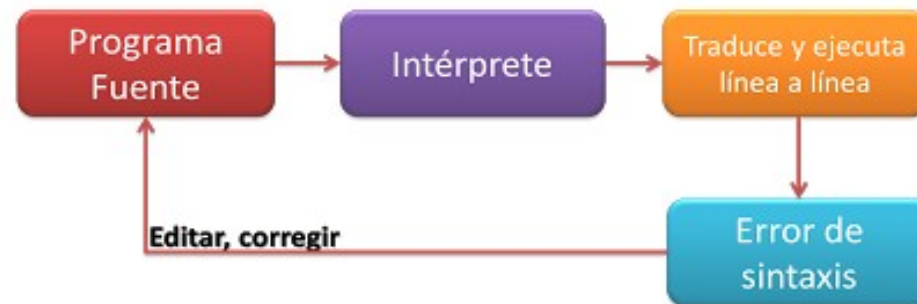 Programa
Fuente
Intérprete
Traduce y ejecuta
línea a línea
Editar, corregir
Error de
sintaxis